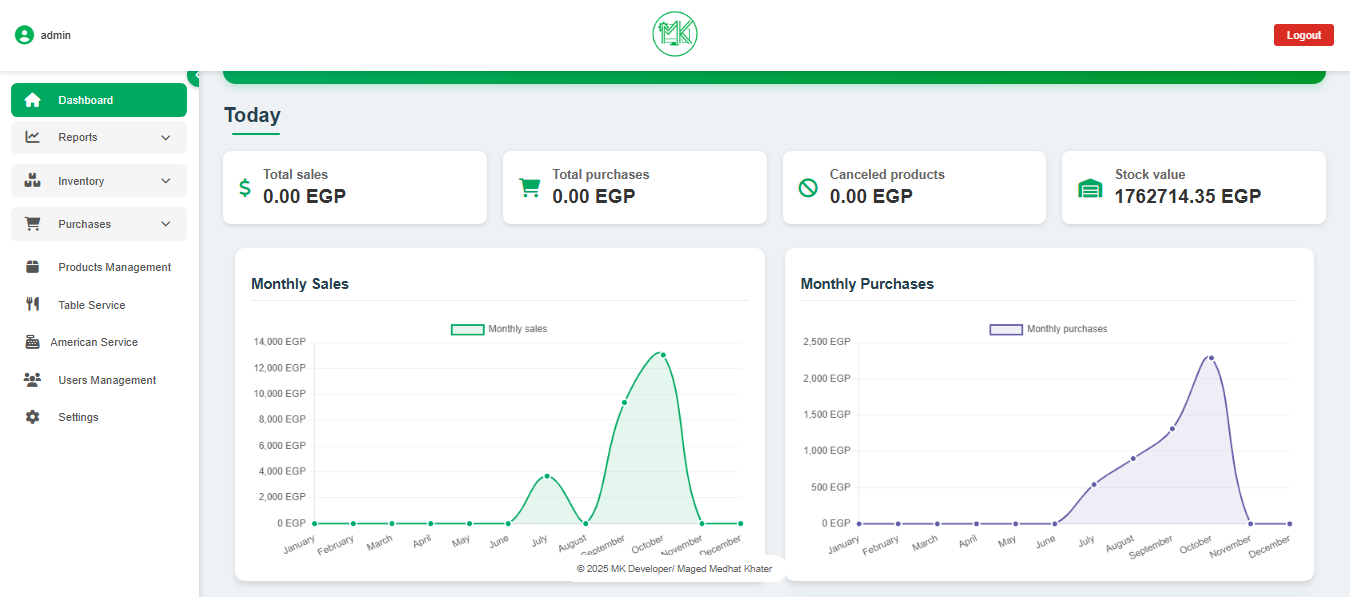 admin
MK
Logout
Dashboard
Reports
Inventory
Purchases
Products Management
Table Service
American Service
Users Management
Settings
Today
Total sales
0.00 EGP
Total purchases
0.00 EGP
Canceled products
0.00 EGP
Stock value
1762714.35 EGP
Monthly Sales
Monthly sales
14,000 EGP
12,000 EGP
10,000 EGP
8,000 EGP
6,000 EGP
4,000 EGP
2,000 EGP
0 EGP
January February March April May June July August September October November December
Monthly Purchases
Monthly purchases
2,500 EGP
2,000 EGP
1,500 EGP
1,000 EGP
500 EGP
0 EGP
January February March April May June July August September October November December
© 2025 MK Developer/ Maged Medhat Khater